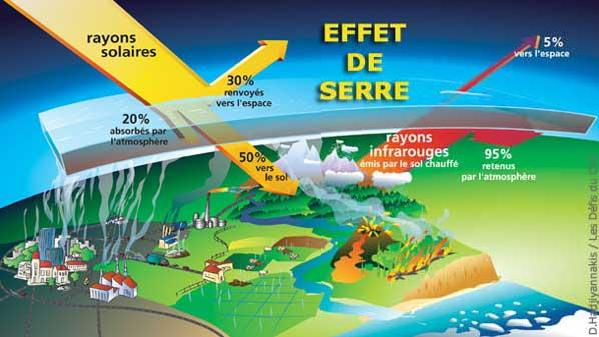 rayons
solaires
EFFET
DE
SERRE
5%
vers l'espace
30%
renvoyés
vers l'espace
20%
absorbés par
l'atmosphère
50%
vers
le sol
rayons
infrarouges
émis par le sol chauffé
95%
retenus
par l'atmosphère
D.Hadjiyannakis / Les Défis du